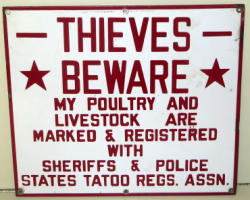 THIEVES
BEWARE
MY POULTRY AND
LIVESTOCK ARE
MARKED & REGISTERED
WITH
SHERIFFS & POLICE
STATES TATOO REGS. ASSN.